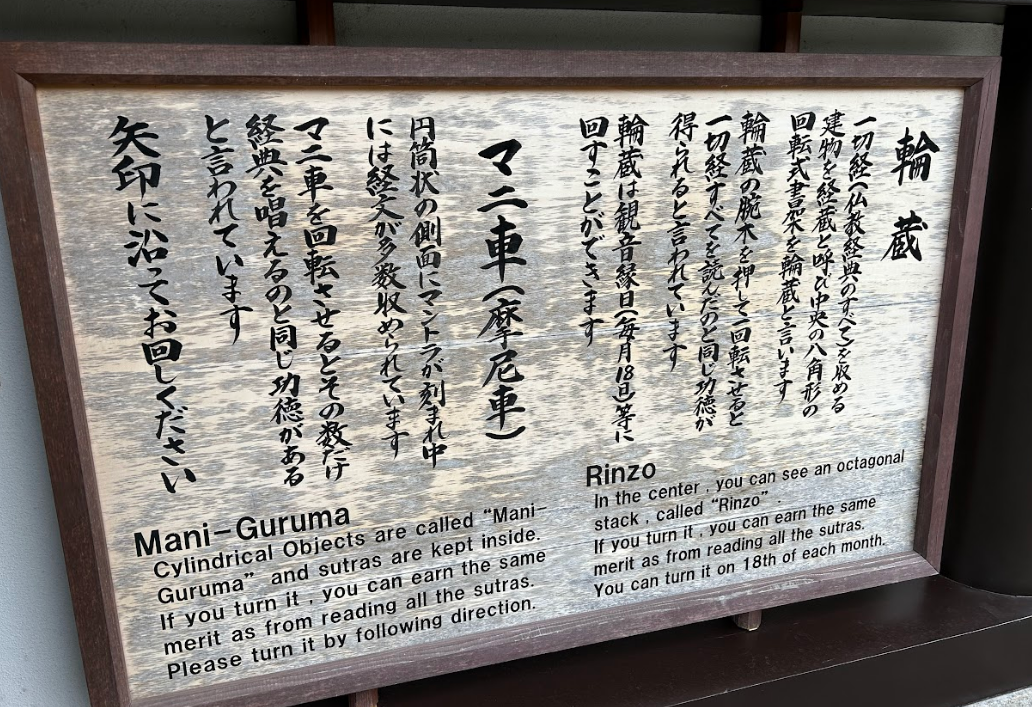 輪蔵
一切経(仏教経典のすべて)を収める
建物を経蔵と呼び中央の八角形の
回転式書架を輪蔵と言います
輪蔵の腕木を押して一回転させると
一切経すべてを読んだのと同じ功徳が
得られると言われています
輪蔵は観音縁日(毎月18日)等に
回すことができます
マニ車(摩尼車)
円筒状の側面にマントラが刻まれ中
には経文が多数収められています
マニ車を回転させるとその数だけ
経典を唱えるのと同じ功徳がある
と言われています
矢印に沿ってお回しください
Rinzo
In the center , you can see an octagonal
stack , called “Rinzo” .
If you turn it , you can earn the same
merit as from reading all the sutras.
You can turn it on 18th of each month.
Mani-Guruma
Cylindrical Objects are called “Mani-
Guruma” and sutras are kept inside.
If you turn it , you can earn the same
merit as from reading all the sutras.
Please turn it by following direction.